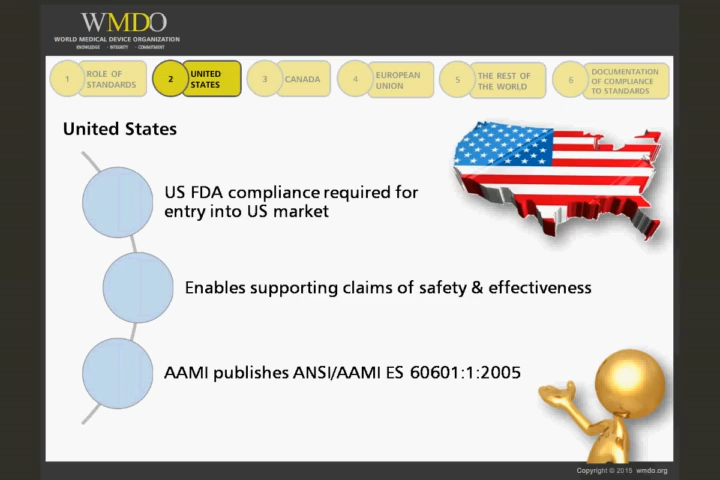 WMDO
WORLD MEDICAL DEVICE ORGANIZATION
KNOWLEDGE - INTEGRITY - COMMITMENT
1 ROLE OF
STANDARDS
2 UNITED
STATES
3 CANADA
4 EUROPEAN
UNION
5 THE REST OF
THE WORLD
6 DOCUMENTATION
OF COMPLIANCE
TO STANDARDS
United States
US FDA compliance required for
entry into US market
Enables supporting claims of safety & effectiveness
AAMI publishes ANSI/AAMI ES 60601:1:2005
Copyright © 2015 wmdo.org